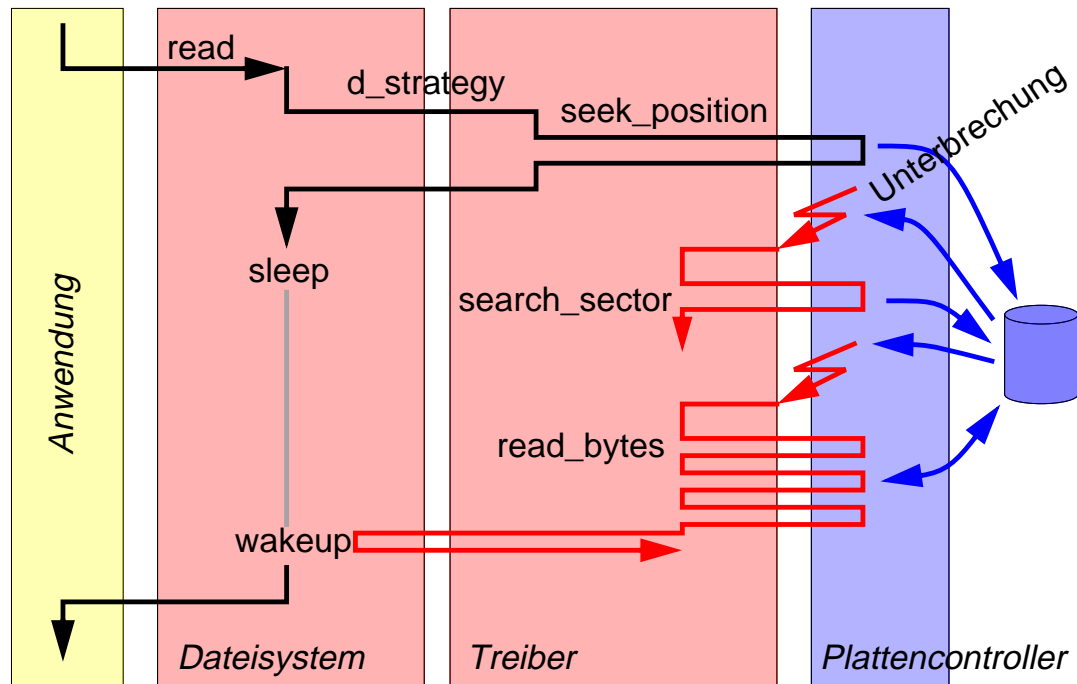 read
d_strategy
seek_position
Unterbrechung
sleep
search_sector
Anwendung
read_bytes
wakeup
Dateisystem
Treiber
Plattencontroller